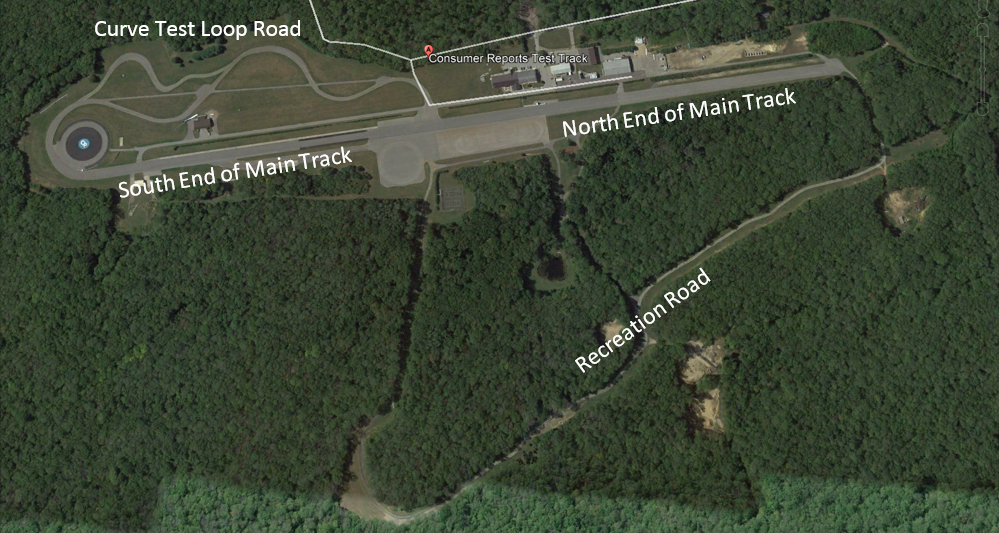 Curve Test Loop Road
Consumer Reports Test Track
North End of Main Track
South End of Main Track
Recreation Road